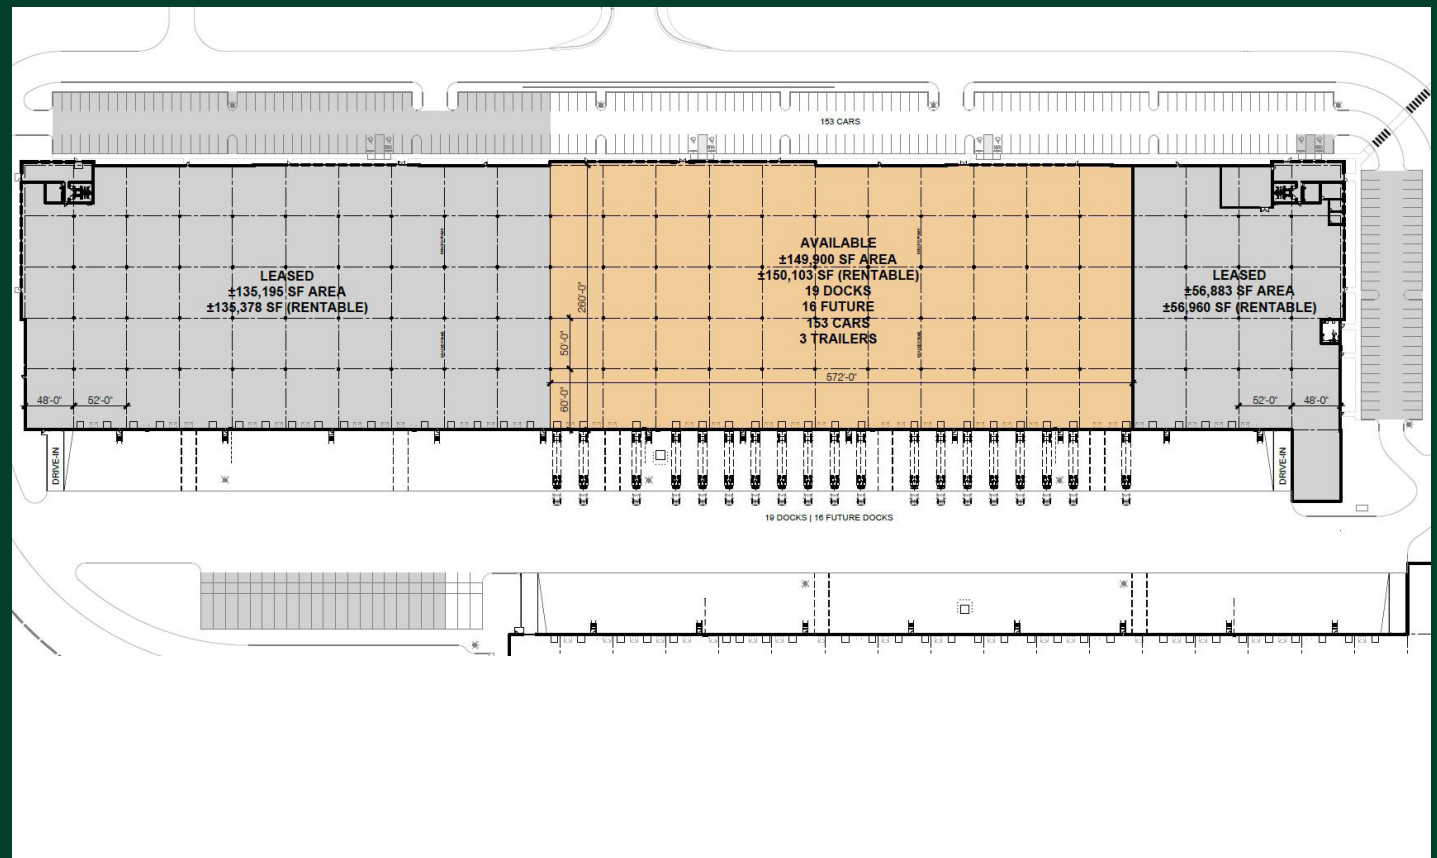 153 CARS
LEASED
±135,195 SF AREA
±135,378 SF (RENTABLE)
AVAILABLE
±149,900 SF AREA
±150,103 SF (RENTABLE)
19 DOCKS
16 FUTURE
153 CARS
3 TRAILERS
LEASED
±56,883 SF AREA
±56,960 SF (RENTABLE)
260'-0"
50'-0"
60'-0"
572'-0"
48'-0"
52'-0"
52'-0"
48'-0"
DRIVE-IN
DRIVE-IN
19 DOCKS | 16 FUTURE DOCKS